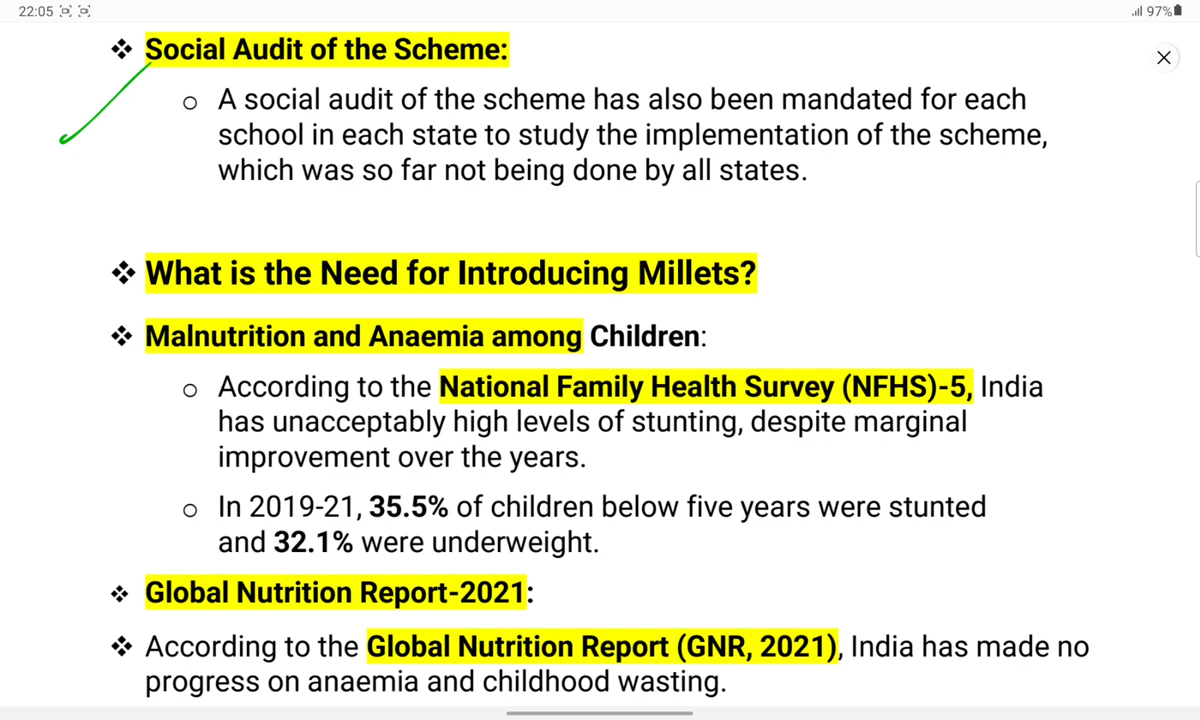 22:05 97%
❖ Social Audit of the Scheme:
o A social audit of the scheme has also been mandated for each
school in each state to study the implementation of the scheme,
which was so far not being done by all states.
❖ What is the Need for Introducing Millets?
❖ Malnutrition and Anaemia among Children:
o According to the National Family Health Survey (NFHS)-5, India
has unacceptably high levels of stunting, despite marginal
improvement over the years.
o In 2019-21, 35.5% of children below five years were stunted
and 32.1% were underweight.
❖ Global Nutrition Report-2021:
❖ According to the Global Nutrition Report (GNR, 2021), India has made no
progress on anaemia and childhood wasting.